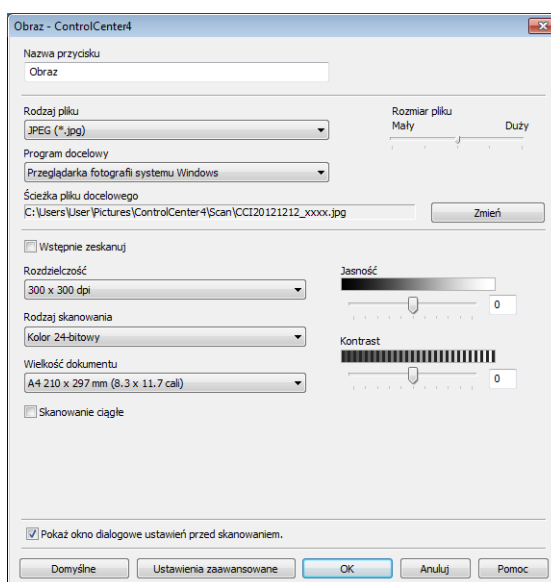 Obraz - ControlCenter4
Nazwa przycisku
Obraz
Rodzaj pliku
JPEG (*.jpg)
Rozmiar pliku
Mały Duży
Program docelowy
Przeglądarka fotografii systemu Windows
Ścieżka pliku docelowego
C:\Users\User\Pictures\ControlCenter4\Scan\CCI20121212_xxxx.jpg
Zmień
Wstępnie zeskanuj
Rozdzielczość
300 x 300 dpi
Jasność
0
Rodzaj skanowania
Kolor 24-bitowy
Kontrast
0
Wielkość dokumentu
A4 210 x 297 mm (8.3 x 11.7 cali)
Skanowanie ciągłe
Pokaż okno dialogowe ustawień przed skanowaniem.
Domyślne Ustawienia zaawansowane OK Anuluj Pomoc